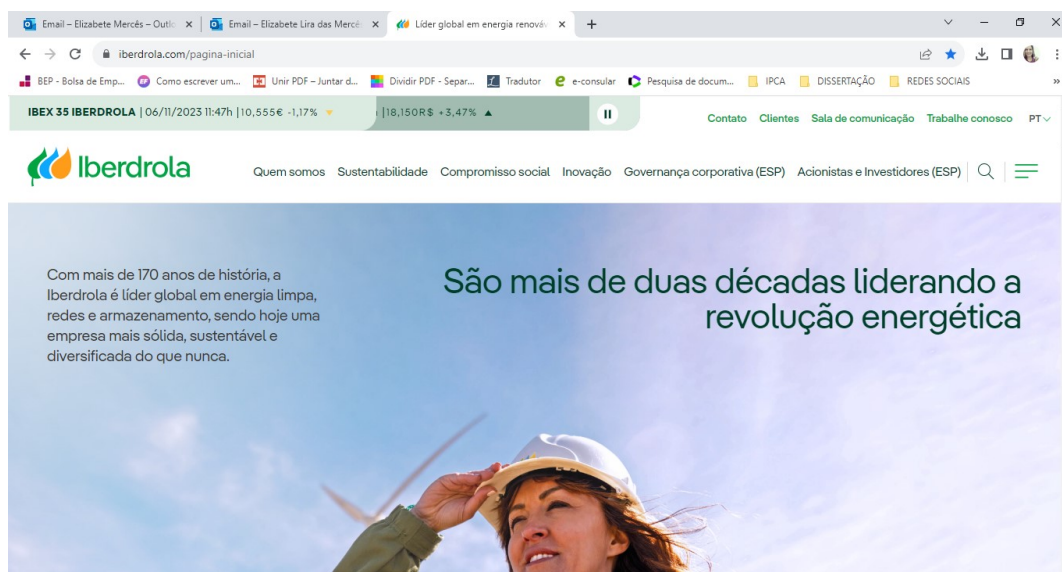 Email – Elizabete Mercés – Outlo
Email – Elizabete Lira das Mercê
Líder global em energia renováv
iberdrola.com/pagina-inicial
BEP - Bolsa de Emp...
Como escrever um...
Unir PDF – Juntar d...
Dividir PDF - Separ...
Tradutor
e-consular
Pesquisa de docum...
IPCA
DISSERTAÇÃO
REDES SOCIAIS
»
IBEX 35 IBERDROLA | 06/11/2023 11:47h |10,555€ -1,17%
|18,150R$ +3,47%
Contato Clientes Sala de comunicação Trabalhe conosco PT
Iberdrola
Quem somos Sustentabilidade Compromisso social Inovação Governança corporativa (ESP) Acionistas e Investidores (ESP)
Com mais de 170 anos de história, a
Iberdrola é líder global em energia limpa,
redes e armazenamento, sendo hoje uma
empresa mais sólida, sustentável e
diversificada do que nunca.
São mais de duas décadas liderando a
revolução energética